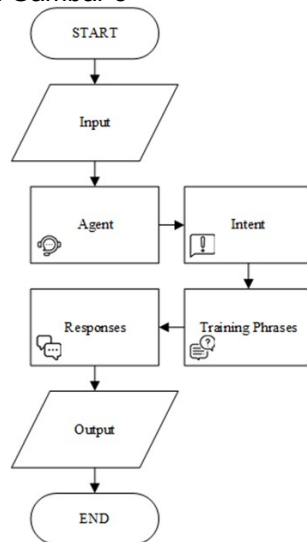 START
Input
Agent
Intent
Responses
Training Phrases
Output
END